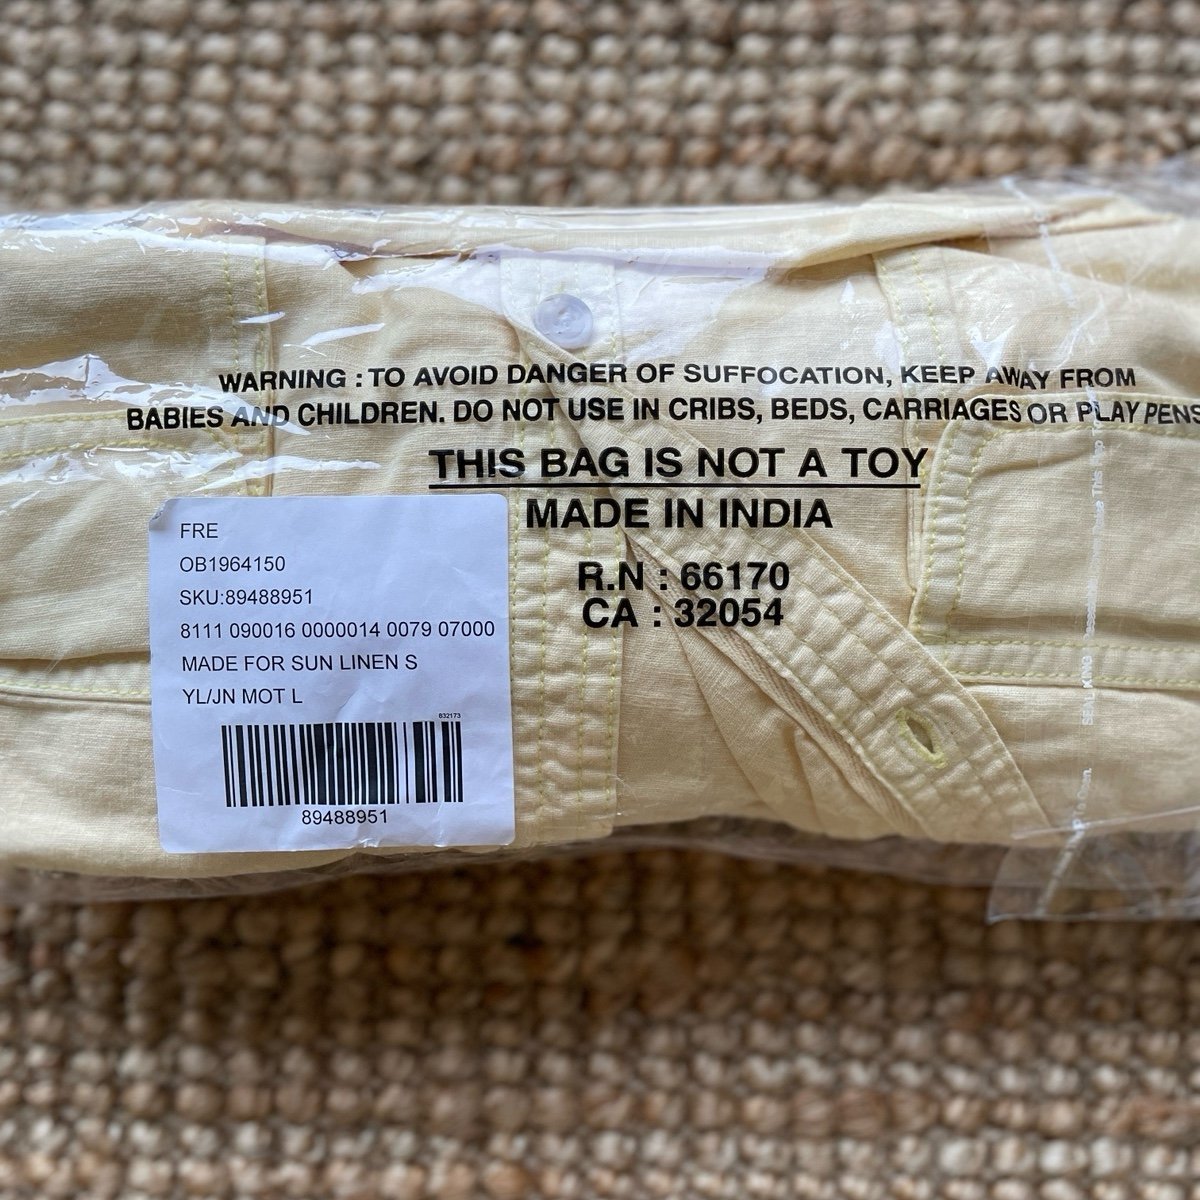 WARNING : TO AVOID DANGER OF SUFFOCATION, KEEP AWAY FROM
BABIES AND CHILDREN. DO NOT USE IN CRIBS, BEDS, CARRIAGES OR PLAY PENS
THIS BAG IS NOT A TOY
MADE IN INDIA
R.N : 66170
CA : 32054
FRE
OB1964150
SKU:89488951
8111 090016 0000014 0079 07000
MADE FOR SUN LINEN S
YL/JN MOT L
832173
89488951